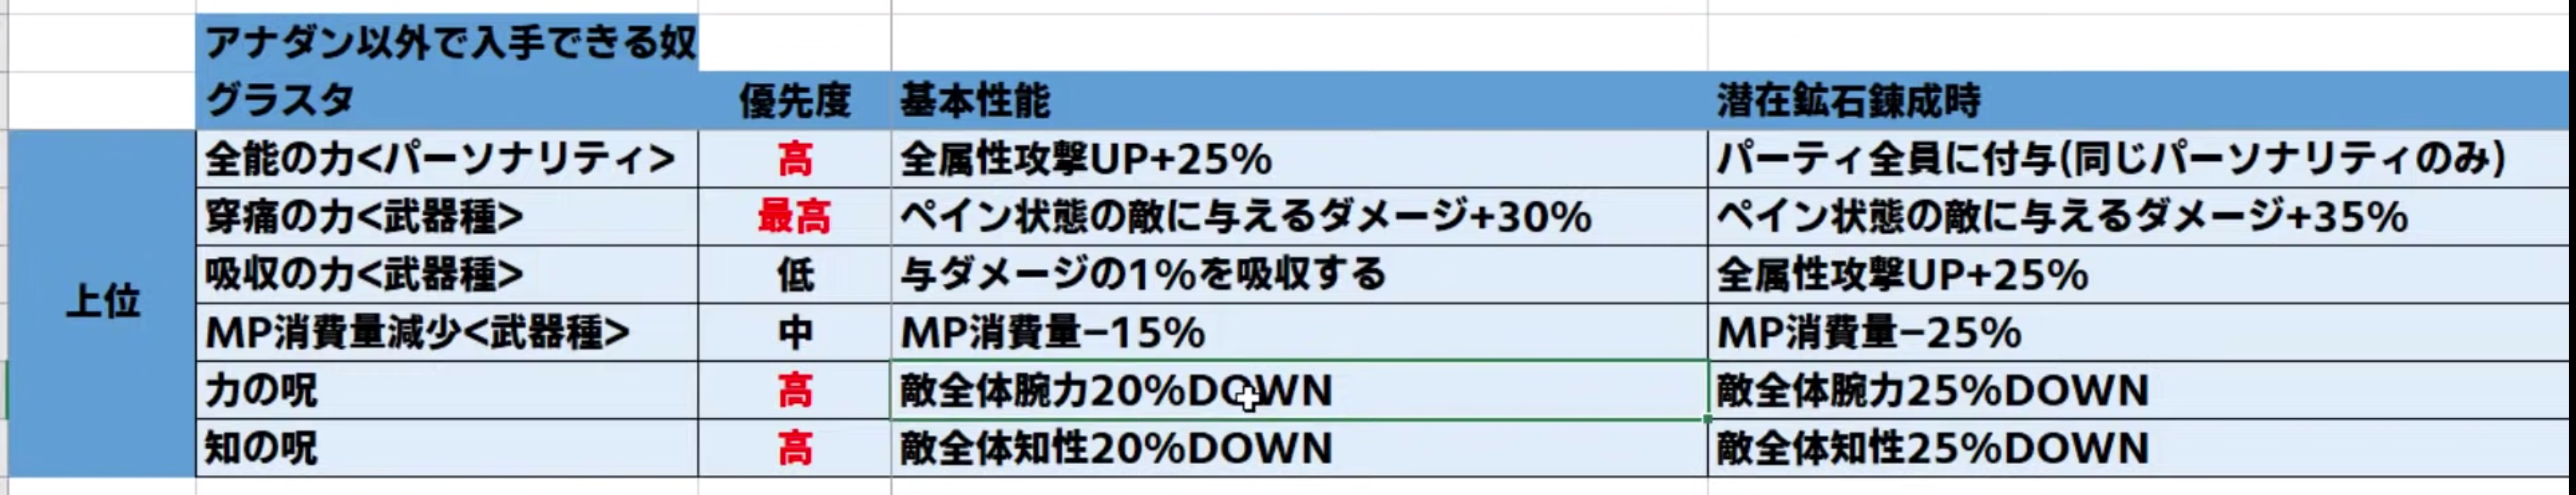 アナダン以外で入手できる奴
グラスタ 優先度 基本性能 潜在鉱石錬成時
全能の力<パーソナリティ> 高 全属性攻撃UP+25% パーティ全員に付与(同じパーソナリティのみ)
穿痛の力<武器種> 最高 ペイン状態の敵に与えるダメージ+30% ペイン状態の敵に与えるダメージ+35%
吸収の力<武器種> 低 与ダメージの1%を吸収する 全属性攻撃UP+25%
上位
MP消費量減少<武器種> 中 MP消費量−15% MP消費量−25%
力の呪 高 敵全体腕力20%DOWN 敵全体腕力25%DOWN
知の呪 高 敵全体知性20%DOWN 敵全体知性25%DOWN